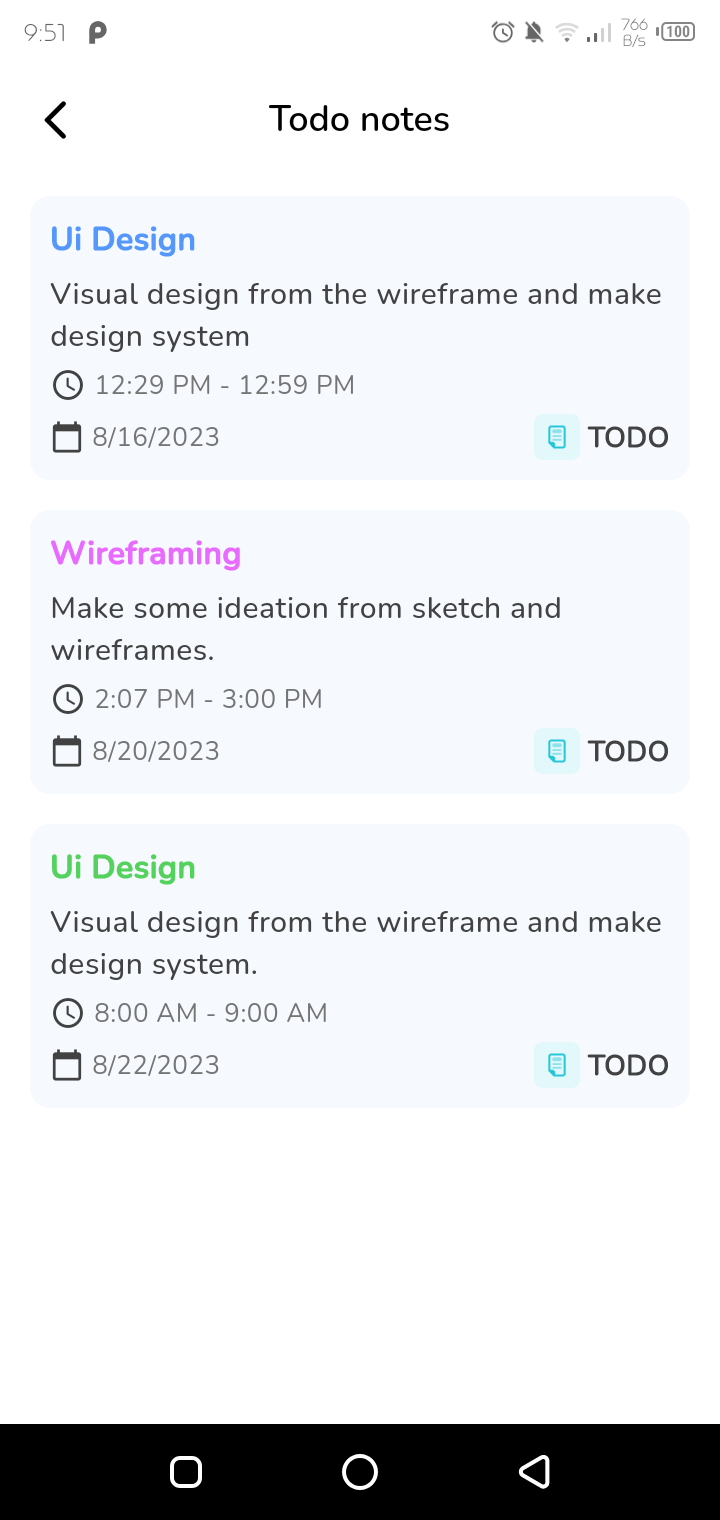 9:51
766
B/s
100
Todo notes
Ui Design
Visual design from the wireframe and make
design system
12:29 PM - 12:59 PM
8/16/2023
TODO
Wireframing
Make some ideation from sketch and
wireframes.
2:07 PM - 3:00 PM
8/20/2023
TODO
Ui Design
Visual design from the wireframe and make
design system.
8:00 AM - 9:00 AM
8/22/2023
TODO